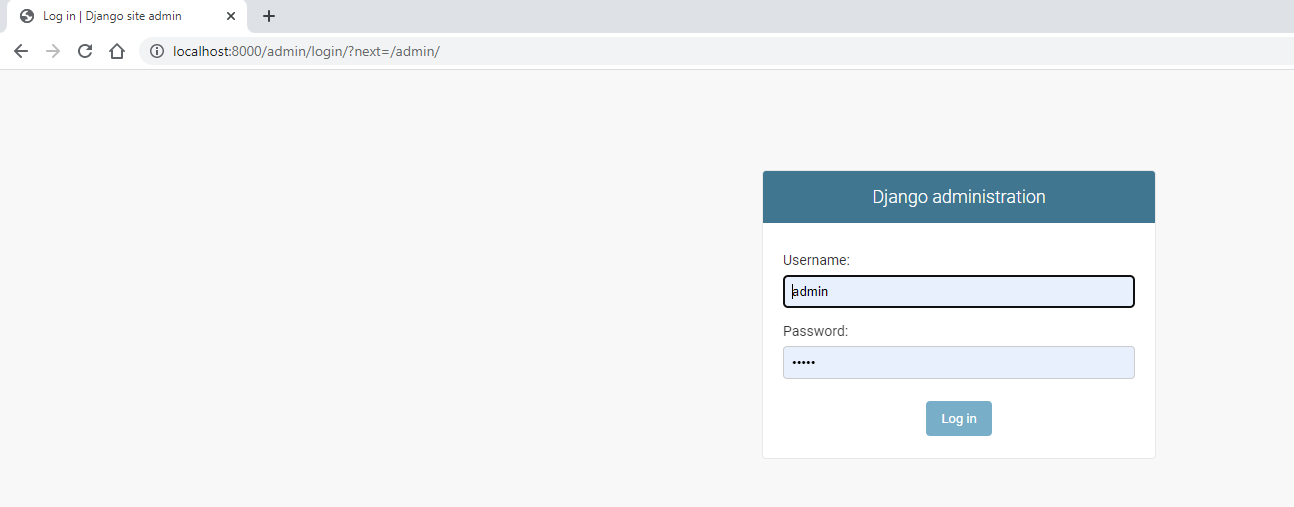 Log in | Django site admin
localhost:8000/admin/login/?next=/admin/
Django administration
Username:
admin
Password:
•••••
Log in